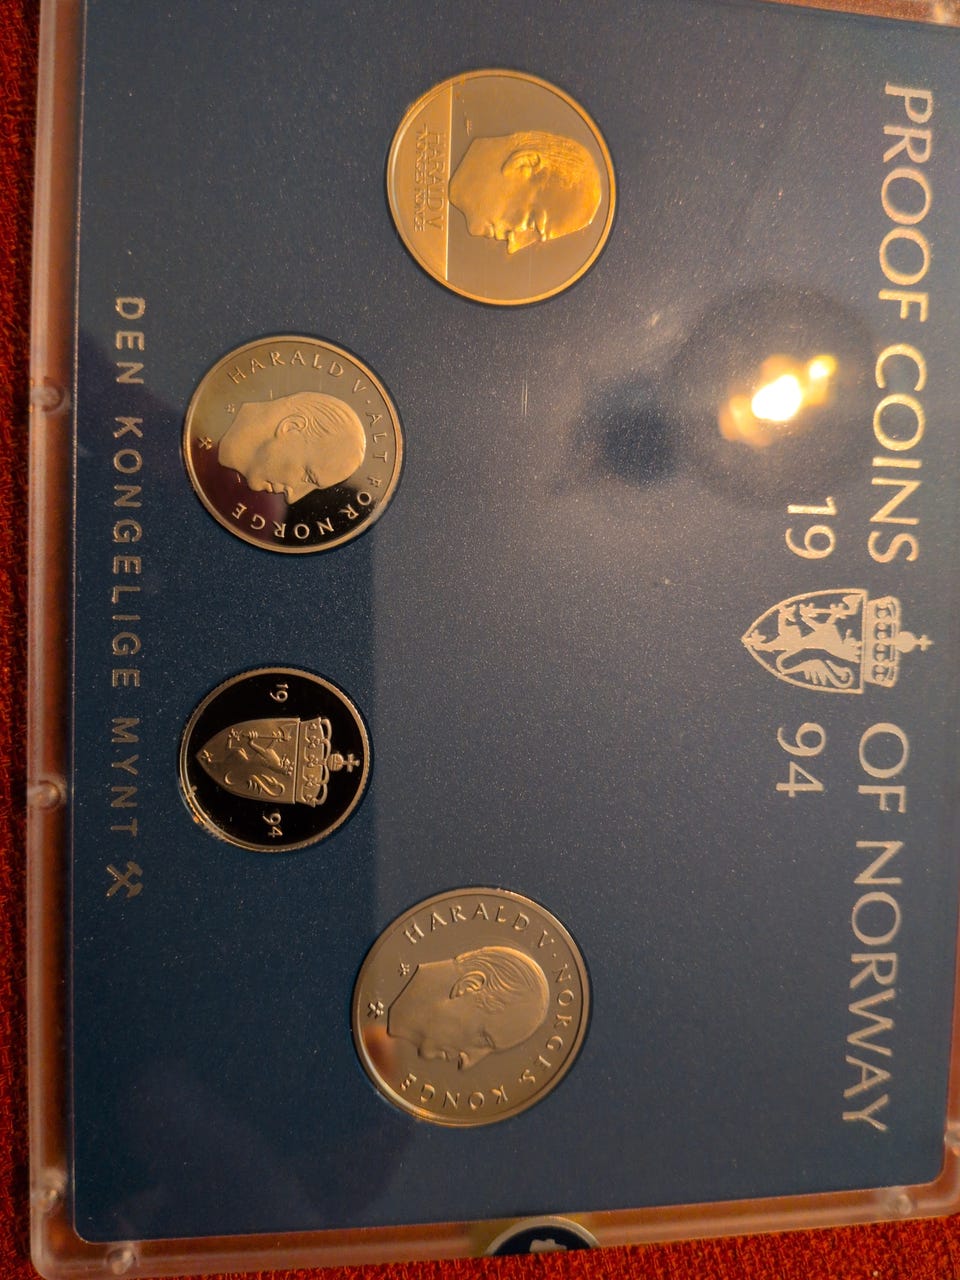 PROOF COINS OF NORWAY
19 94
HARALD V
NORGES KONGE
HARALD V · ALT FOR NORGE
19 94
HARALD V · NORGES KONGE
DEN KONGELIGE MYNT